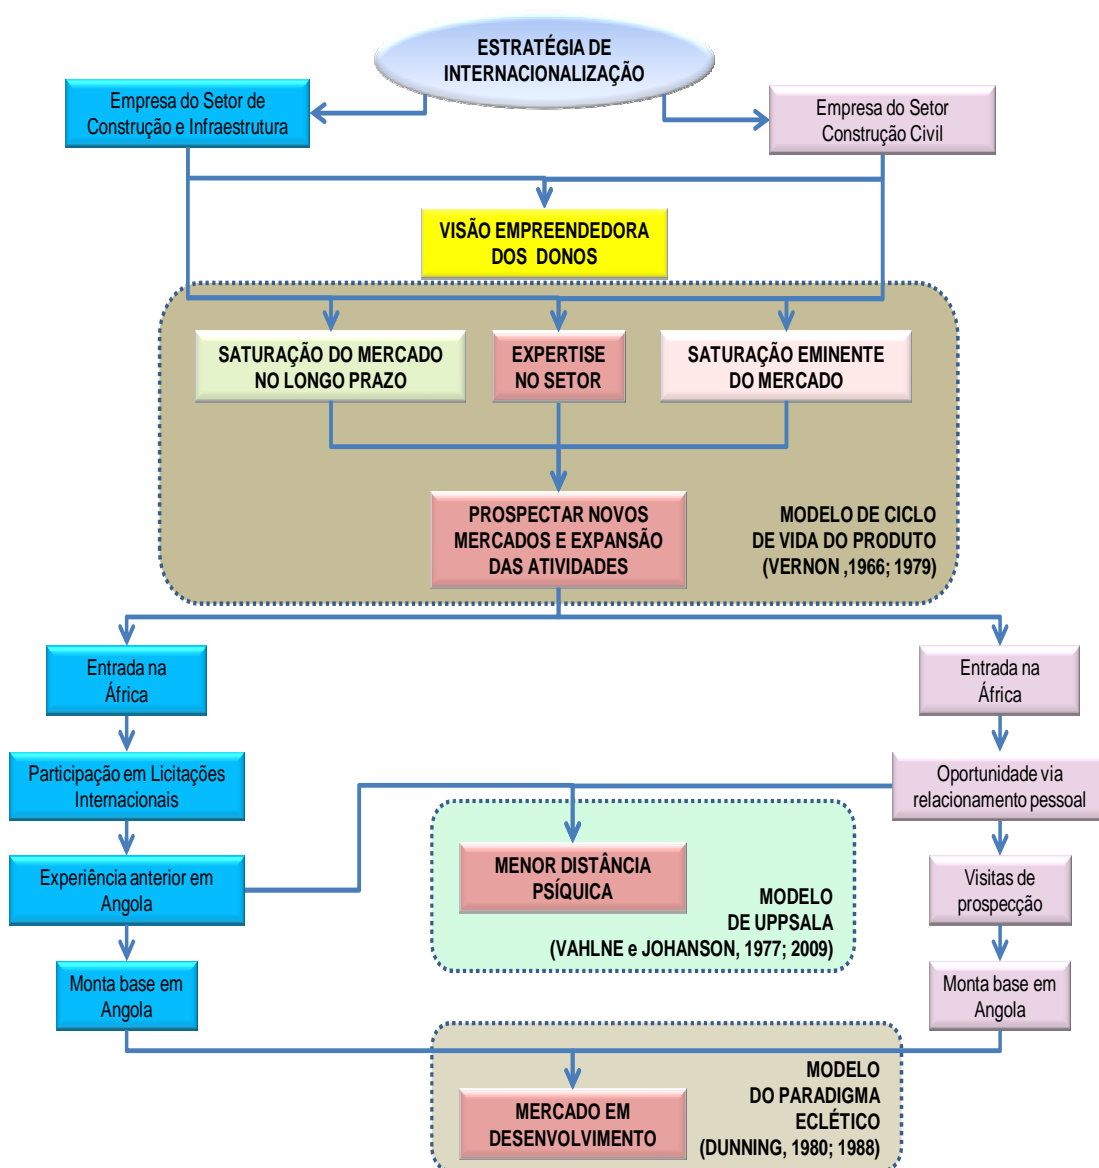 ESTRATÉGIA DE
INTERNACIONALIZAÇÃO
Empresa do Setor de
Construção e Infraestrutura
Empresa do Setor
Construção Civil
VISÃO EMPREENDEDORA
DOS DONOS
SATURAÇÃO DO MERCADO
NO LONGO PRAZO
EXPERTISE
NO SETOR
SATURAÇÃO EMINENTE
DO MERCADO
PROSPECTAR NOVOS
MERCADOS E EXPANSÃO
DAS ATIVIDADES
MODELO DE CICLO
DE VIDA DO PRODUTO
(VERNON ,1966; 1979)
Entrada na
África
Entrada na
África
Participação em Licitações
Internacionais
Oportunidade via
relacionamento pessoal
Experiência anterior em
Angola
MENOR DISTÂNCIA
PSÍQUICA
Visitas de
prospecção
MODELO
DE UPPSALA
(VAHLNE e JOHANSON, 1977; 2009)
Monta base em
Angola
Monta base em
Angola
MERCADO EM
DESENVOLVIMENTO
MODELO
DO PARADIGMA
ECLÉTICO
(DUNNING, 1980; 1988)